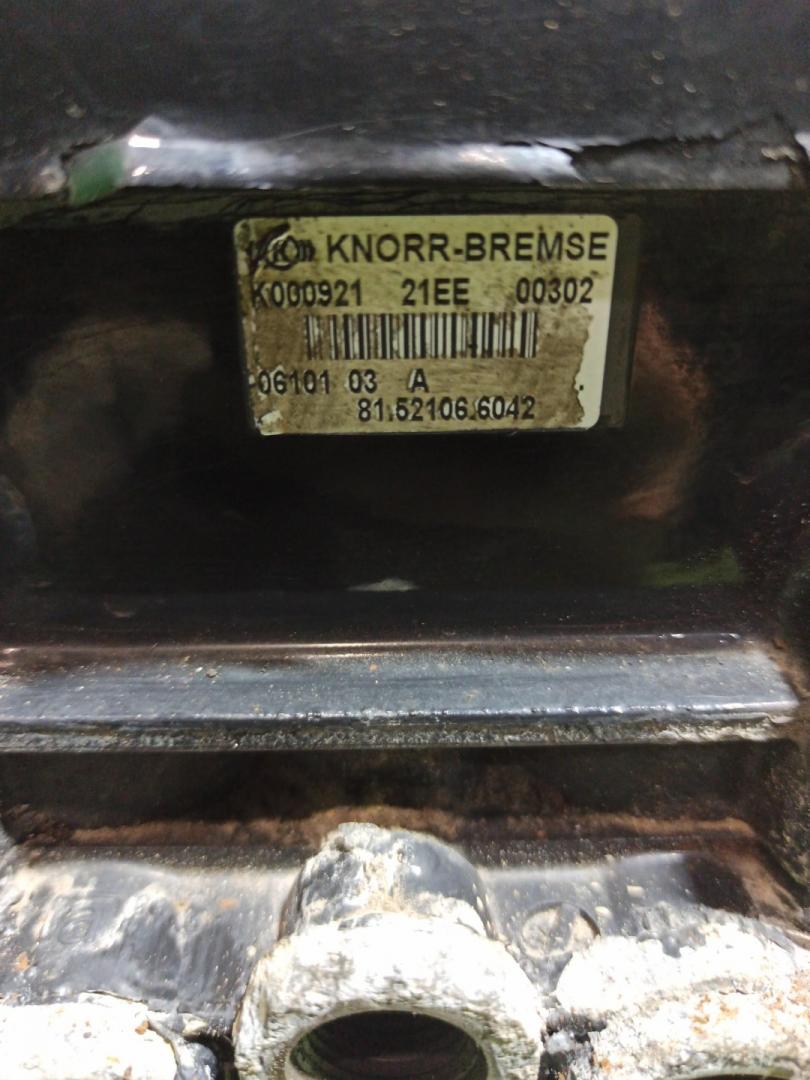 KNORR-BREMSE
K000921 21EE 00302
06101 03 A
81.52106.6042